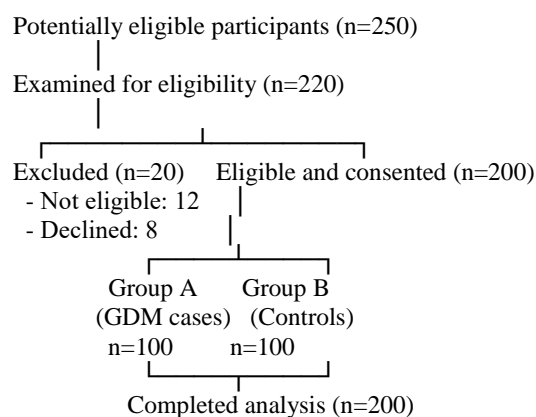 Potentially eligible participants (n=250)
Examined for eligibility (n=220)
Excluded (n=20) Eligible and consented (n=200)
- Not eligible: 12
- Declined: 8
Group A Group B
(GDM cases) (Controls)
n=100 n=100
Completed analysis (n=200)